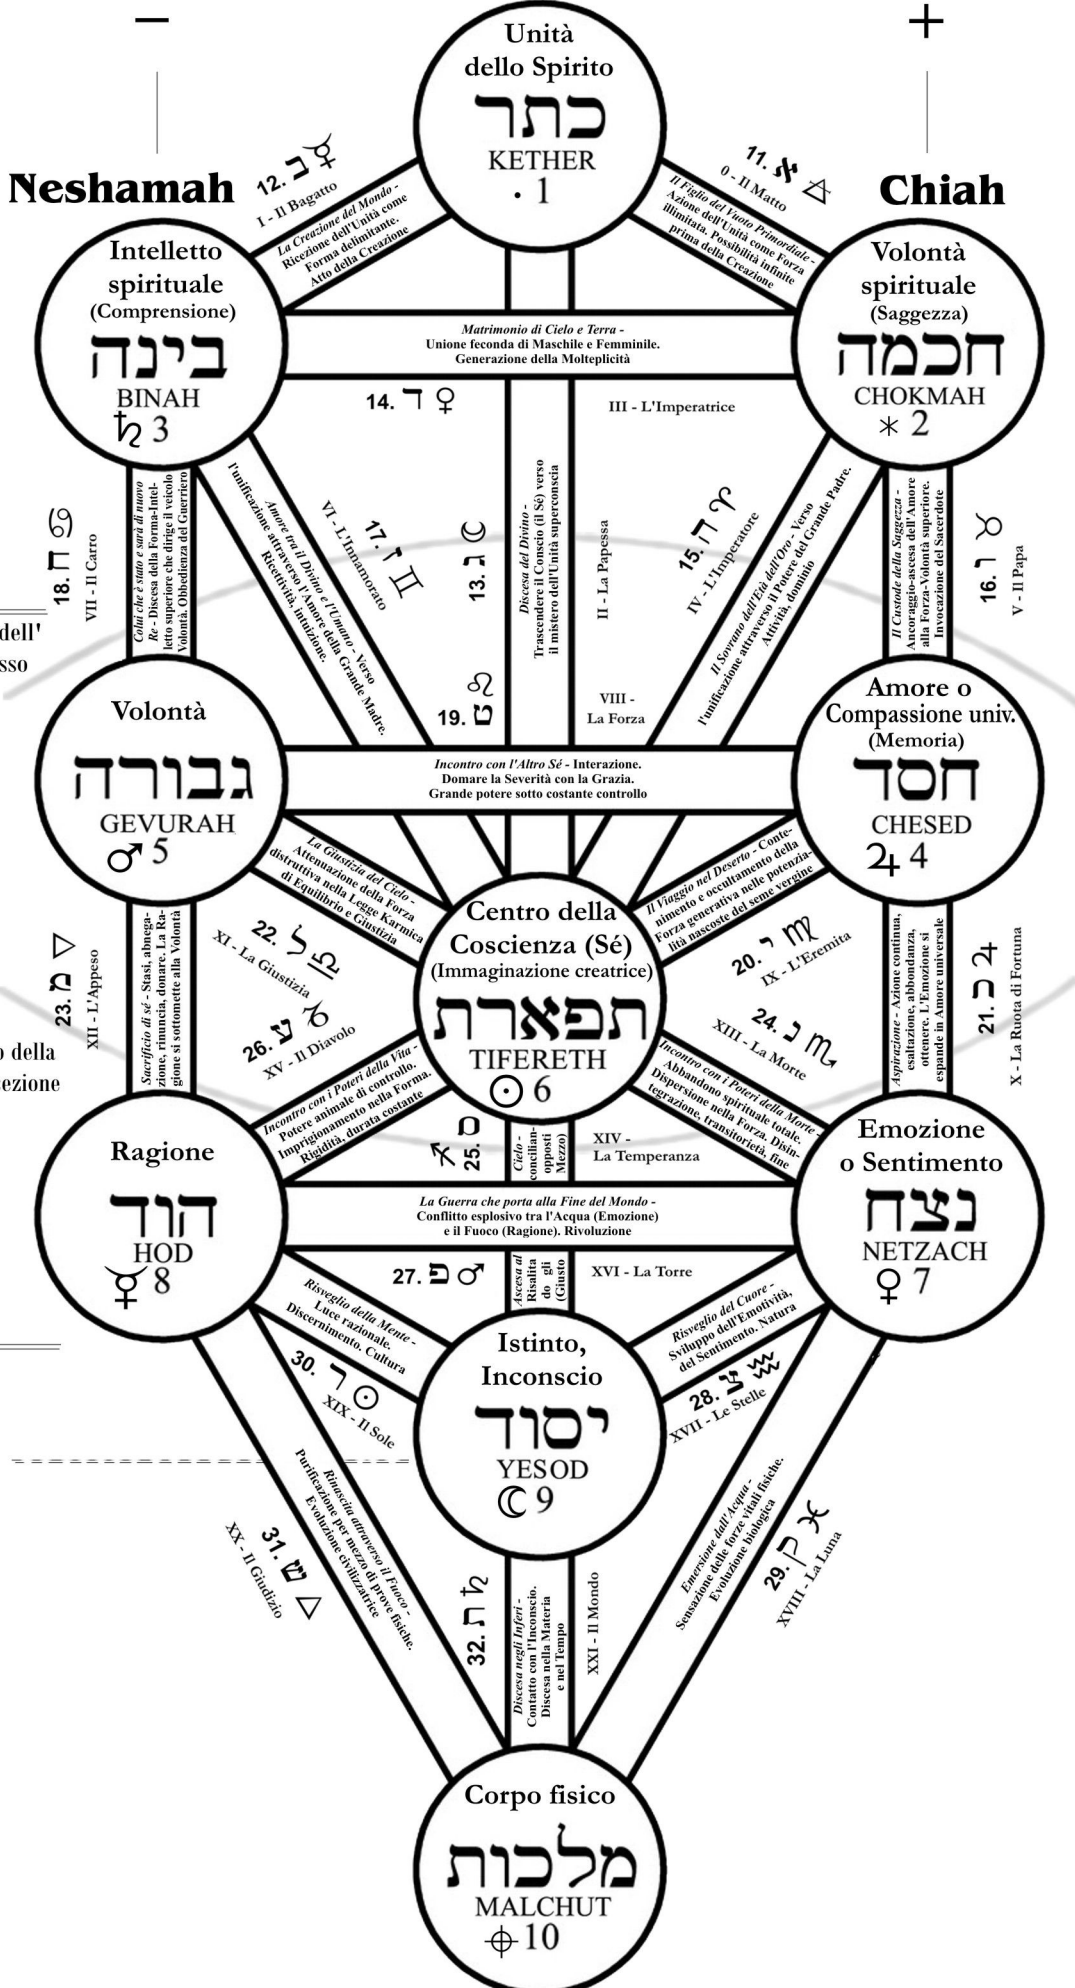 −
+
Unità
dello Spirito
כתר
KETHER
· 1
Neshamah
Chiah
12. ב ☿
I - Il Bagatto
La Creazione del Mondo -
Ricezione dell'Unità come
Forma delimitante.
Atto della Creazione
11. א 🜁
0 - Il Matto
Il Figlio del Vuoto Primordiale -
Azione dell'Unità come Forza
illimitata. Possibilità infinite
prima della Creazione
Intelletto
spirituale
(Comprensione)
בינה
BINAH
♄ 3
Volontà
spirituale
(Saggezza)
חכמה
CHOKMAH
✳ 2
Matrimonio di Cielo e Terra -
Unione feconda di Maschile e Femminile.
Generazione della Molteplicità
14. ד ♀
III - L'Imperatrice
18. ח ♋
VII - Il Carro
Colui che è stato e sarà di nuovo
Re - Discesa della Forma-Intel-
letto superiore che dirige il veicolo
Volontà. Obbedienza del Guerriero
17. ז ♊
VI - L'Innamorato
Amore tra il Divino e l'Umano - Verso
l'unificazione attraverso l'Amore della Grande Madre.
Ricettività, intuizione.
13. ג ☾
II - La Papessa
Discesa del Divino -
Trascendere il Conscio (il Sé) verso
il mistero dell'Unità superconscia
15. ה ♈
IV - L'Imperatore
Il Sovrano dell'Età dell'Oro - Verso
l'unificazione attraverso il Potere del Grande Padre.
Attività, dominio
16. ו ♉
V - Il Papa
Il Custode della Saggezza -
Ancoraggio-ascesa dell'Amore
alla Forza-Volontà superiore.
Invocazione del Sacerdote
dell'
sso
19. ט ♌
VIII -
La Forza
Volontà
גבורה
GEVURAH
♂ 5
Amore o
Compassione univ.
(Memoria)
חסד
CHESED
♃ 4
Incontro con l'Altro Sé - Interazione.
Domare la Severità con la Grazia.
Grande potere sotto costante controllo
22. ל ♎
XI - La Giustizia
La Giustizia del Cielo -
Attenuazione della Forza
distruttiva nella Legge Karmica
di Equilibrio e Giustizia
20. י ♍
IX - L'Eremita
Il Viaggio nel Deserto - Conte-
nimento e occultamento della
Forza generativa nelle potenzia-
lità nascoste del seme vergine
Centro della
Coscienza (Sé)
(Immaginazione creatrice)
תפארת
TIFERETH
☉ 6
23. מ 🜄
XII - L'Appeso
Sacrificio di sé - Stasi, abnega-
zione, rinuncia, donare. La Ra-
gione si sottomette alla Volontà
21. כ ♃
X - La Ruota di Fortuna
Aspirazione - Azione continua,
esaltazione, abbondanza,
ottenere. L'Emozione si
espande in Amore universale
o della
ezione
26. ע ♑
XV - Il Diavolo
Incontro con i Poteri della Vita -
Potere animale di controllo.
Imprigionamento nella Forma.
Rigidità, durata costante
24. נ ♏
XIII - La Morte
Incontro con i Poteri della Morte -
Abbandono spirituale totale.
Dispersione nella Forza. Disin-
tegrazione, transitorietà, fine
25. ס ♐
XIV -
La Temperanza
Ascesa al Cielo -
Risalita concilian-
do gli opposti
(Giusto Mezzo)
Ragione
הוד
HOD
☿ 8
Emozione
o Sentimento
נצח
NETZACH
♀ 7
La Guerra che porta alla Fine del Mondo -
Conflitto esplosivo tra l'Acqua (Emozione)
e il Fuoco (Ragione). Rivoluzione
27. פ ♂
XVI - La Torre
30. ר ☉
XIX - Il Sole
Risveglio della Mente -
Luce razionale.
Discernimento. Cultura
28. צ ♒
XVII - Le Stelle
Risveglio del Cuore -
Sviluppo dell'Emotività,
del Sentimento. Natura
Istinto,
Inconscio
יסוד
YESOD
☾ 9
31. ש 🜂
XX - Il Giudizio
Rinascita attraverso il Fuoco -
Purificazione per mezzo di prove fisiche.
Evoluzione civilizzatrice
32. ת ♄
XXI - Il Mondo
Discesa negli Inferi -
Contatto con l'Inconscio.
Discesa nella Materia
e nel Tempo
29. ק ♓
XVIII - La Luna
Emersione dall'Acqua -
Sensazione delle forze vitali fisiche.
Evoluzione biologica
Corpo fisico
מלכות
MALCHUT
⌖ 10